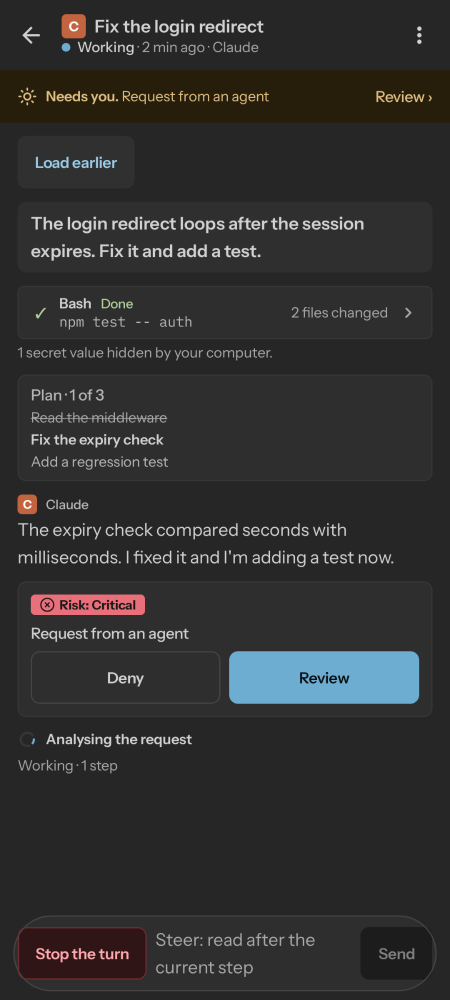 C Fix the login redirect
Working · 2 min ago · Claude
Needs you. Request from an agent Review ›
Load earlier
The login redirect loops after the session
expires. Fix it and add a test.
✓ Bash Done
npm test -- auth
2 files changed
1 secret value hidden by your computer.
Plan · 1 of 3
Read the middleware
Fix the expiry check
Add a regression test
C Claude
The expiry check compared seconds with
milliseconds. I fixed it and I'm adding a test now.
Risk: Critical
Request from an agent
Deny Review
Analysing the request
Working · 1 step
Stop the turn
Steer: read after the
current step
Send